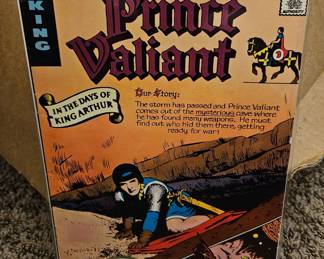 KING
Prince
Valiant
AUTHORITY
IN THE DAYS OF
KING ARTHUR
Our Story:
The storm has passed and Prince Valiant
comes out of the mysterious cave where
he had found many weapons. He must
find out who hid them there, getting
ready for war!